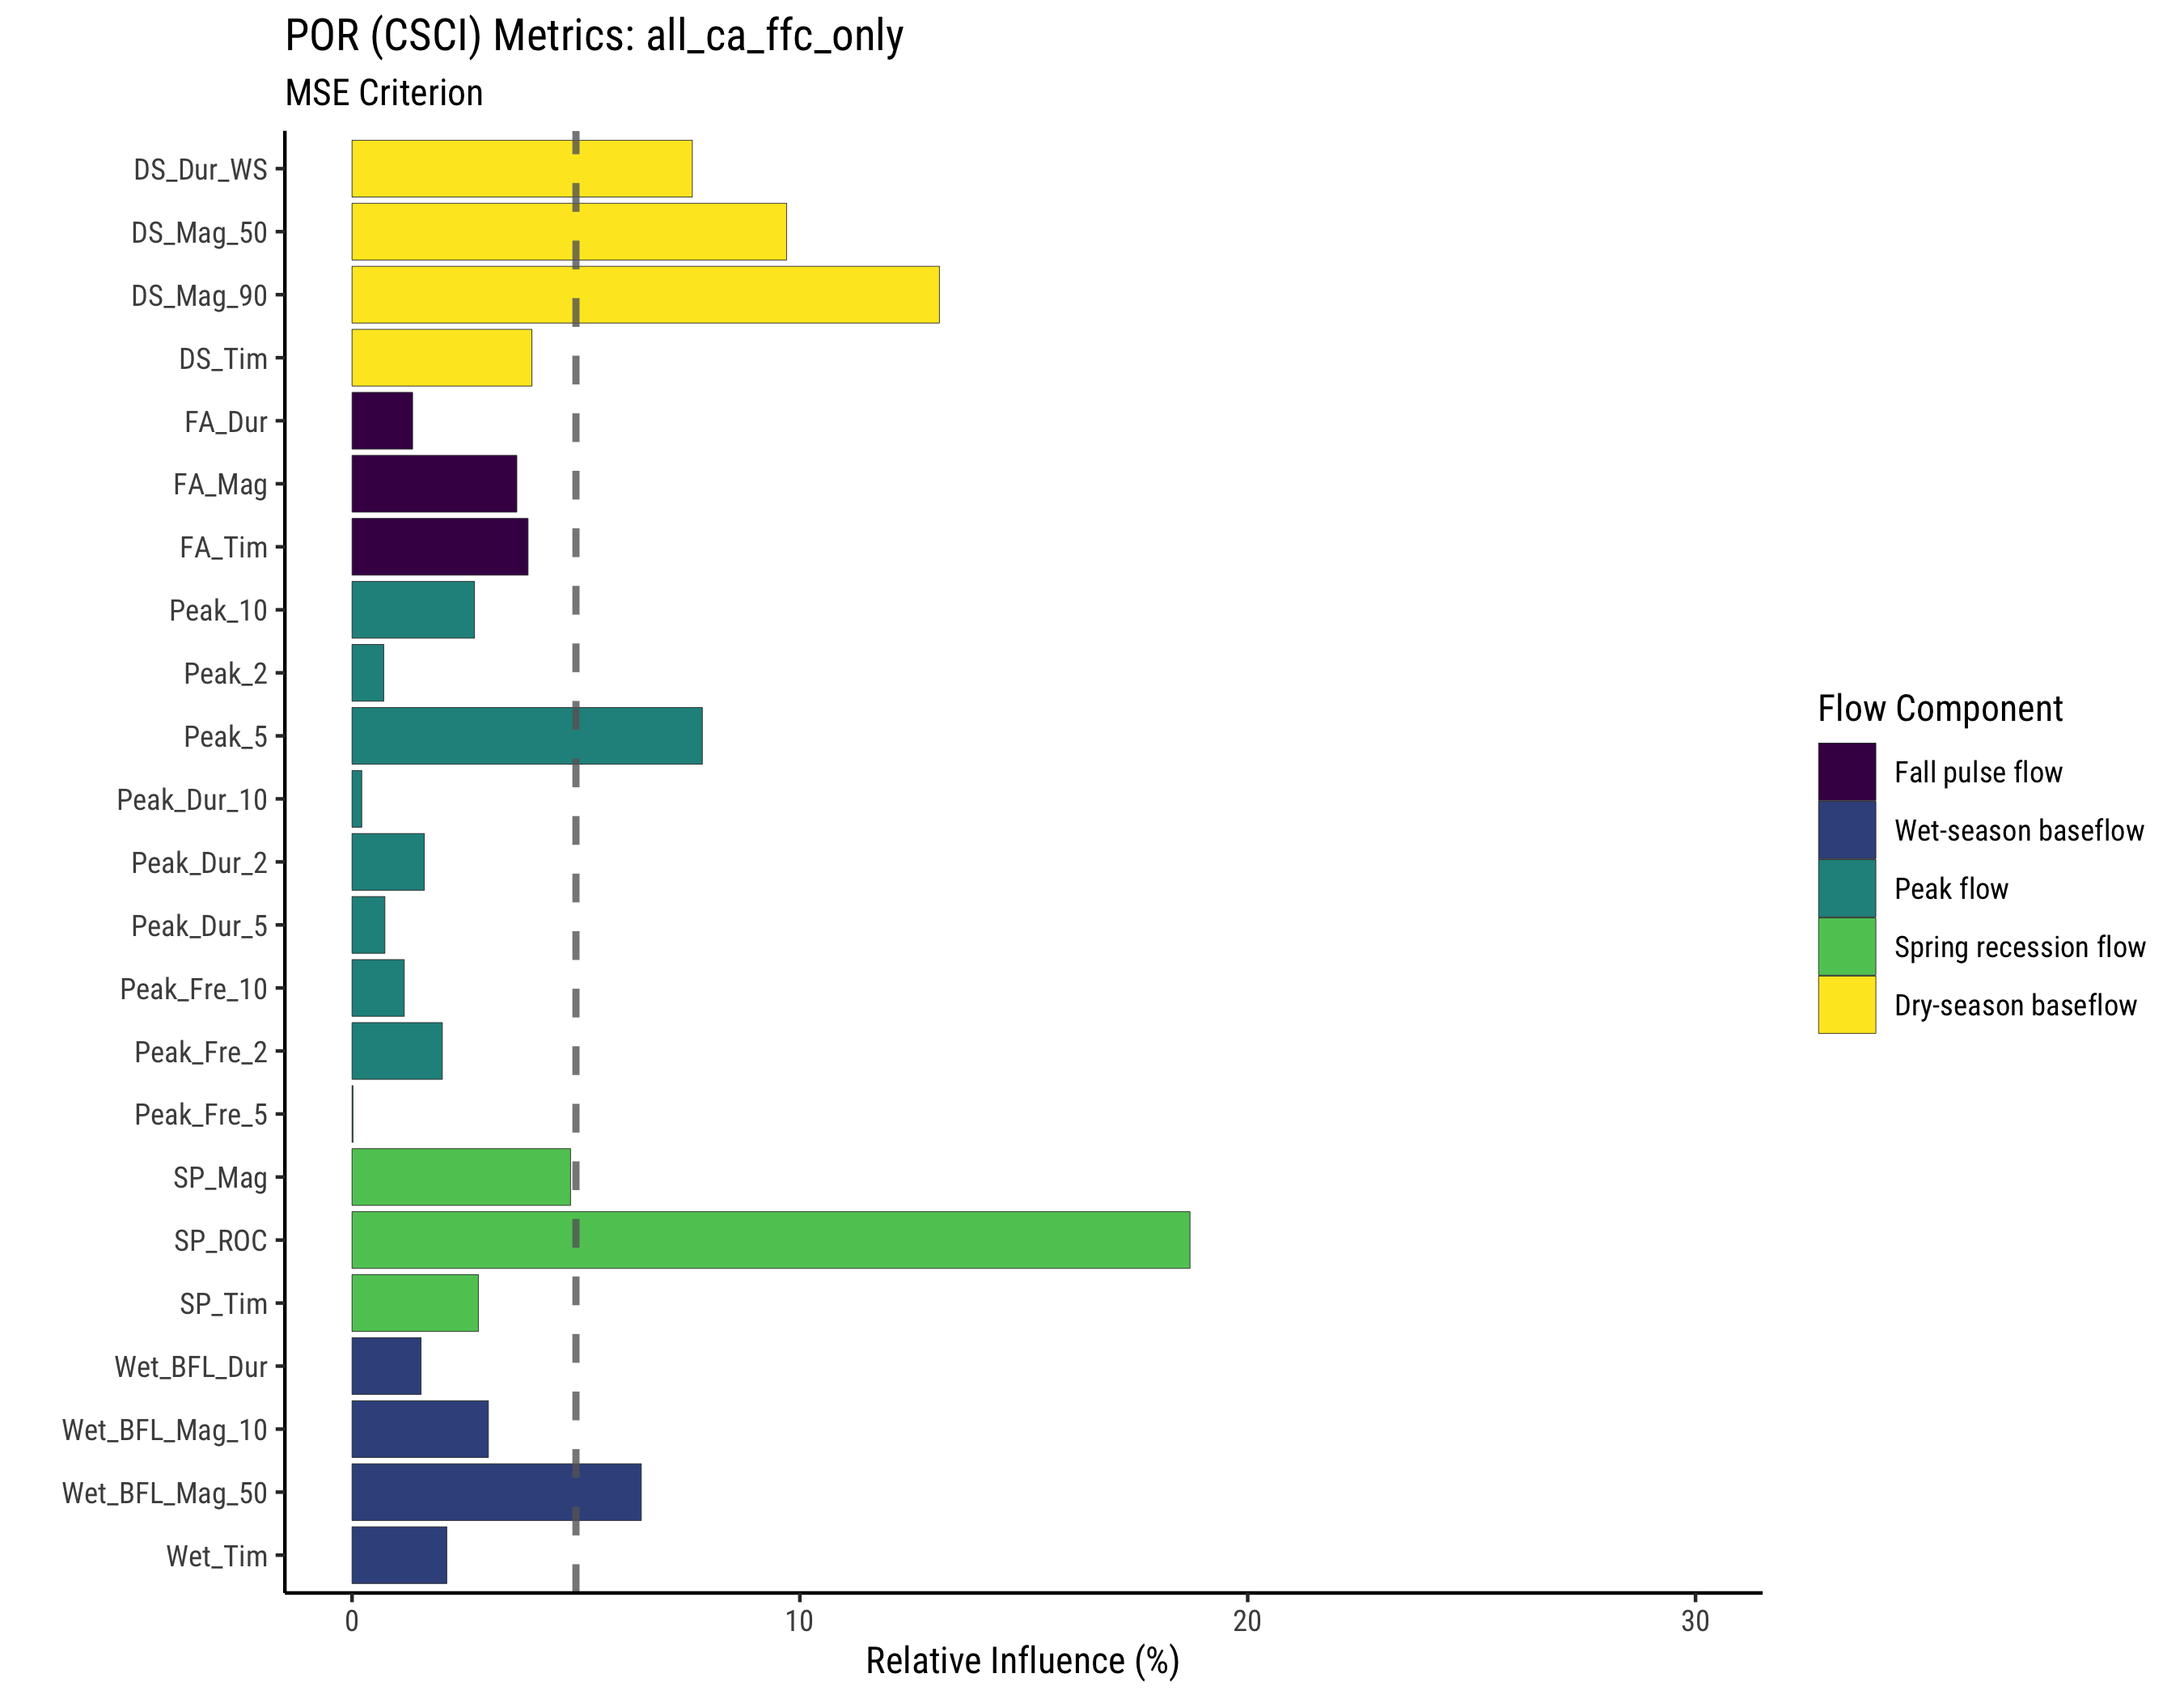 POR (CSCI) Metrics: all_ca_ffc_only
MSE Criterion
DS_Dur_WS
DS_Mag_50
DS_Mag_90
DS_Tim
FA_Dur
FA_Mag
FA_Tim
Peak_10
Peak_2
Peak_5
Peak_Dur_10
Peak_Dur_2
Peak_Dur_5
Peak_Fre_10
Peak_Fre_2
Peak_Fre_5
SP_Mag
SP_ROC
SP_Tim
Wet_BFL_Dur
Wet_BFL_Mag_10
Wet_BFL_Mag_50
Wet_Tim
0 10 20 30
Relative Influence (%)
Flow Component
Fall pulse flow
Wet-season baseflow
Peak flow
Spring recession flow
Dry-season baseflow